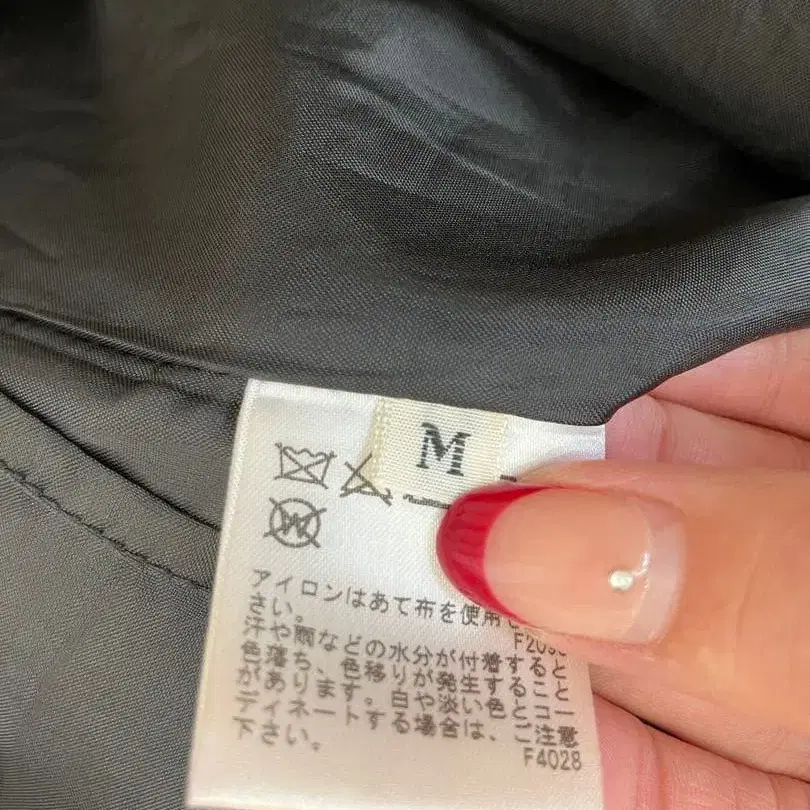 M
W
アイロンはあて布を使用
さい。
汗や雨などの水分が付着すると
色落ち、色移りが発生すること
があります。白や淡い色とコー
ディネートする場合は、ご注意
下さい。
F4028